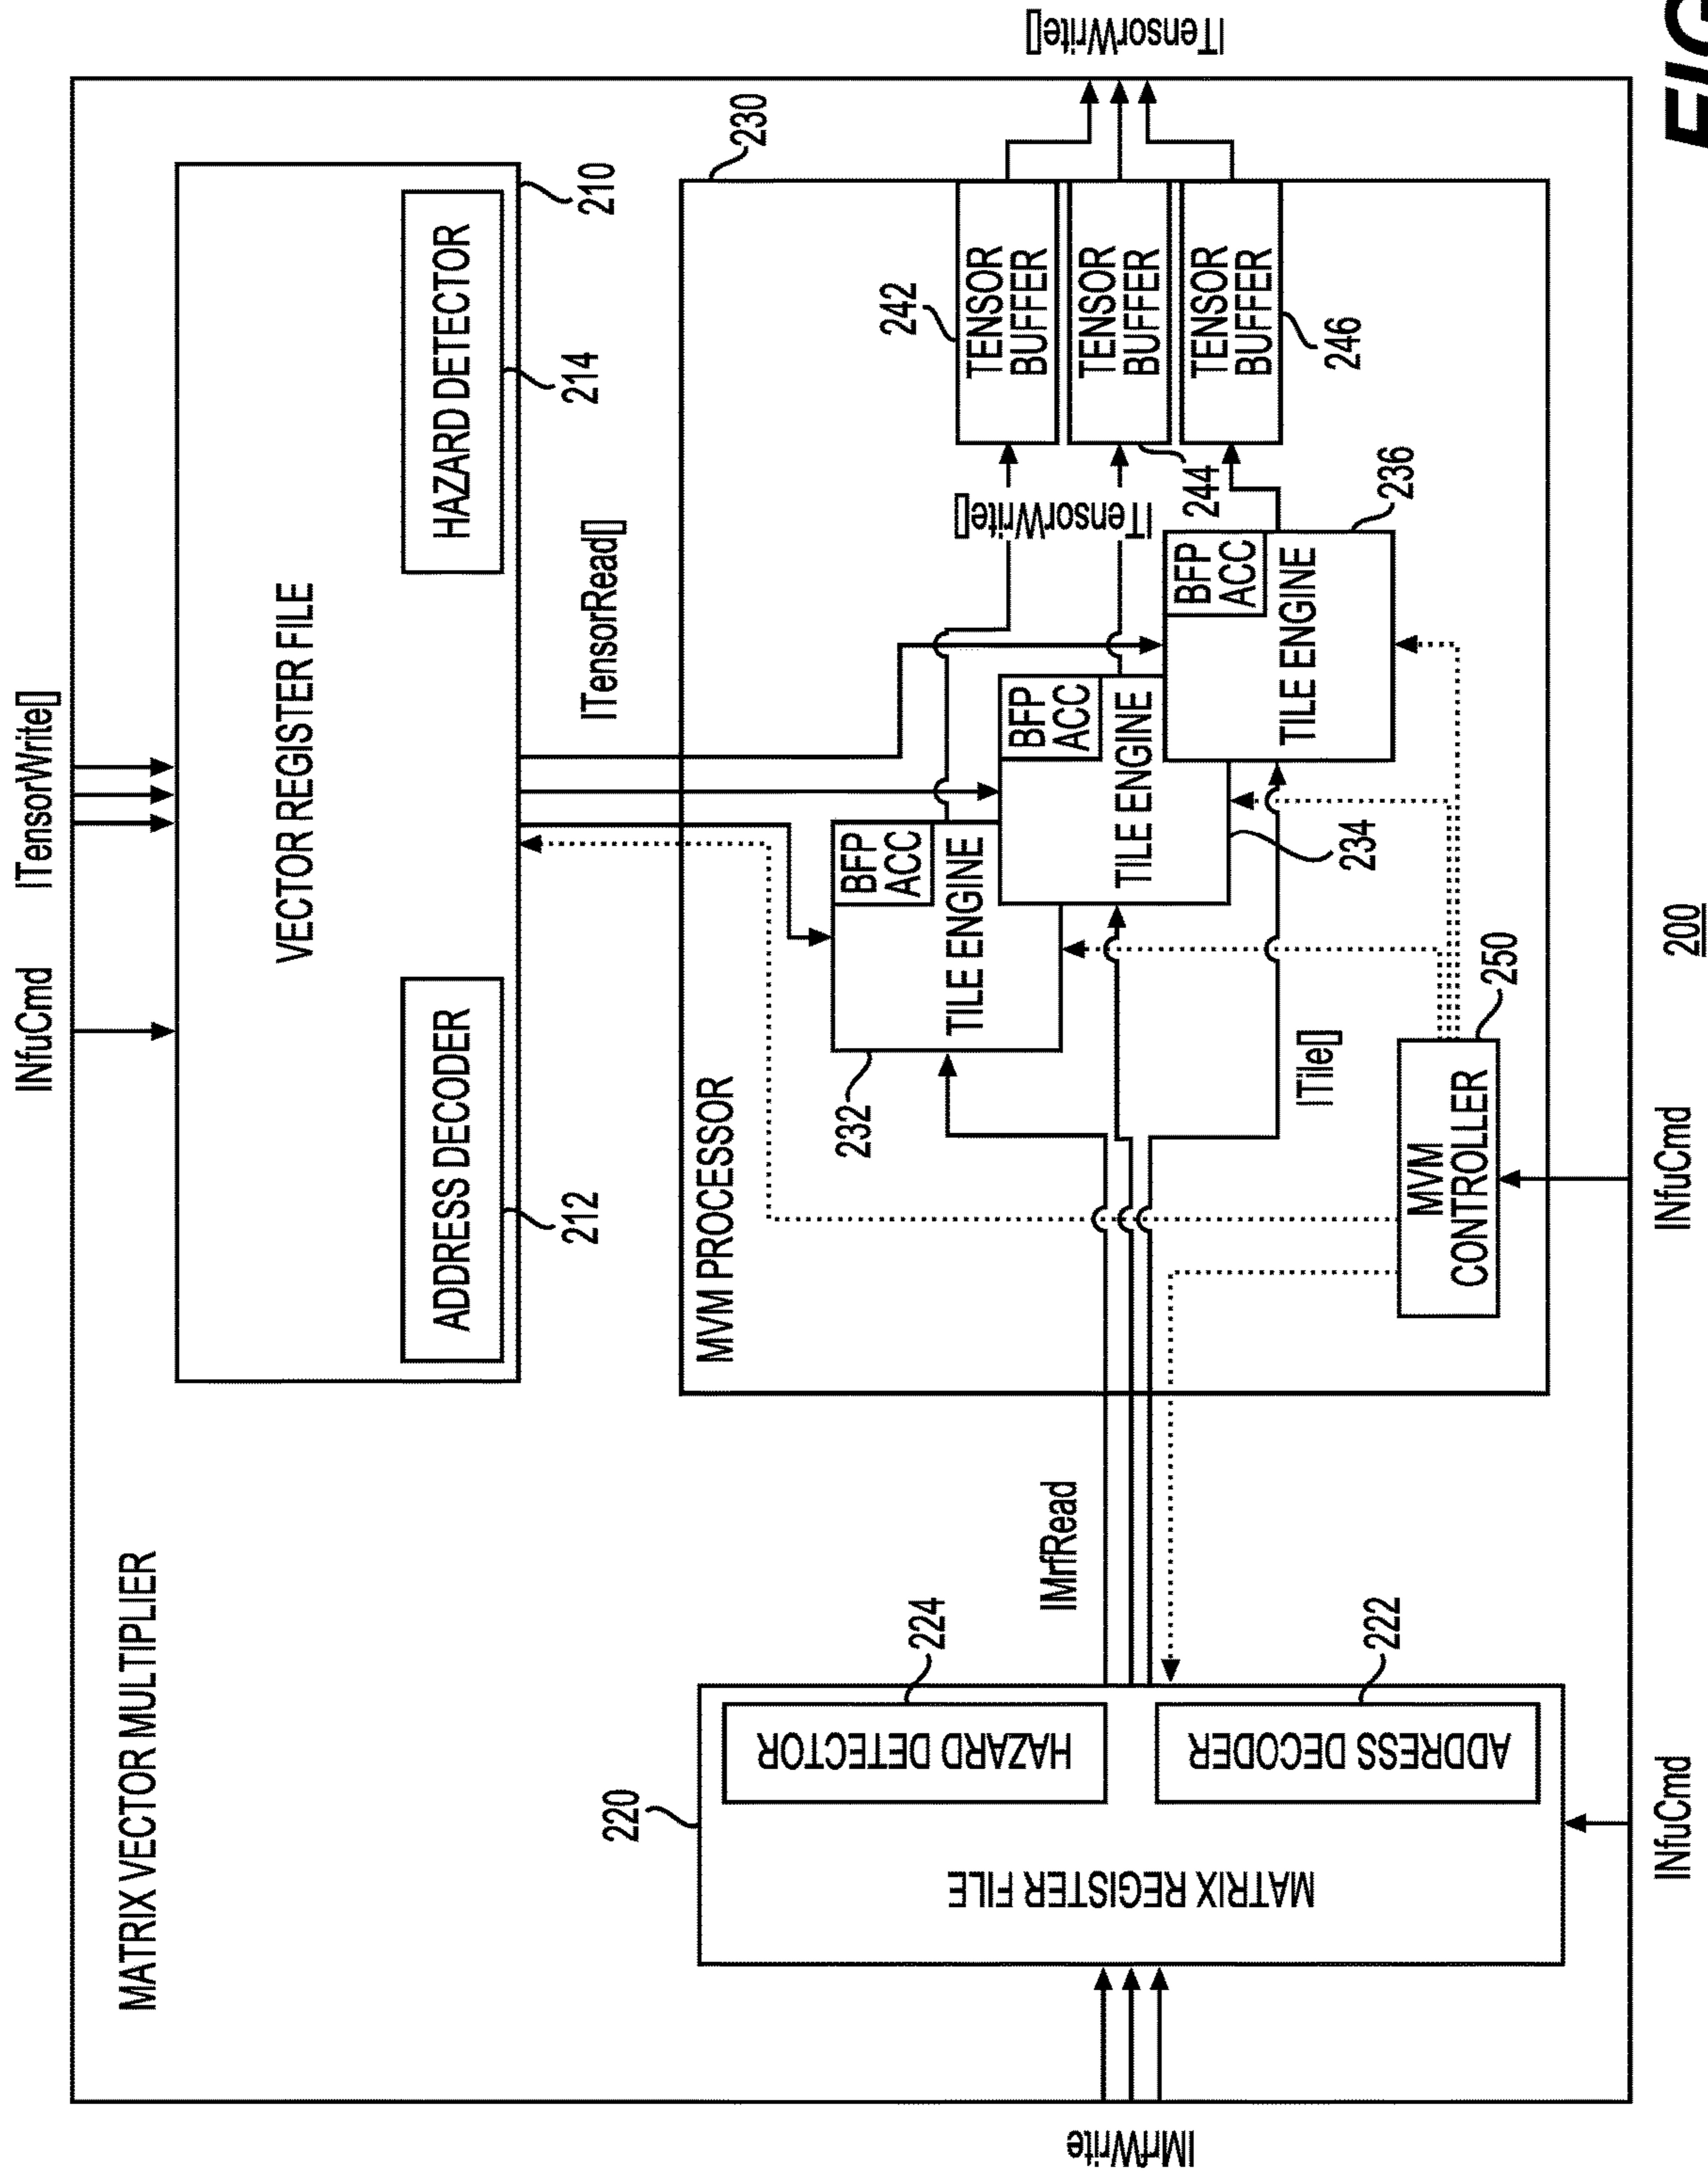 INfuCmd
ITensorWrite[]
MATRIX VECTOR MULTIPLIER
VECTOR REGISTER FILE
ADDRESS DECODER
HAZARD DETECTOR
212
214
210
ITensorRead[]
220
MATRIX REGISTER FILE
HAZARD DETECTOR
224
ADDRESS DECODER
222
IMrfWrite
IMrfRead
MVM PROCESSOR
230
232
BFP
ACC
TILE ENGINE
BFP
ACC
TILE ENGINE
234
BFP
ACC
TILE ENGINE
236
ITensorWrite[]
242
TENSOR
BUFFER
TENSOR
BUFFER
244
TENSOR
BUFFER
246
ITensorWrite[]
ITile[]
MVM
CONTROLLER
250
INfuCmd
INfuCmd
200